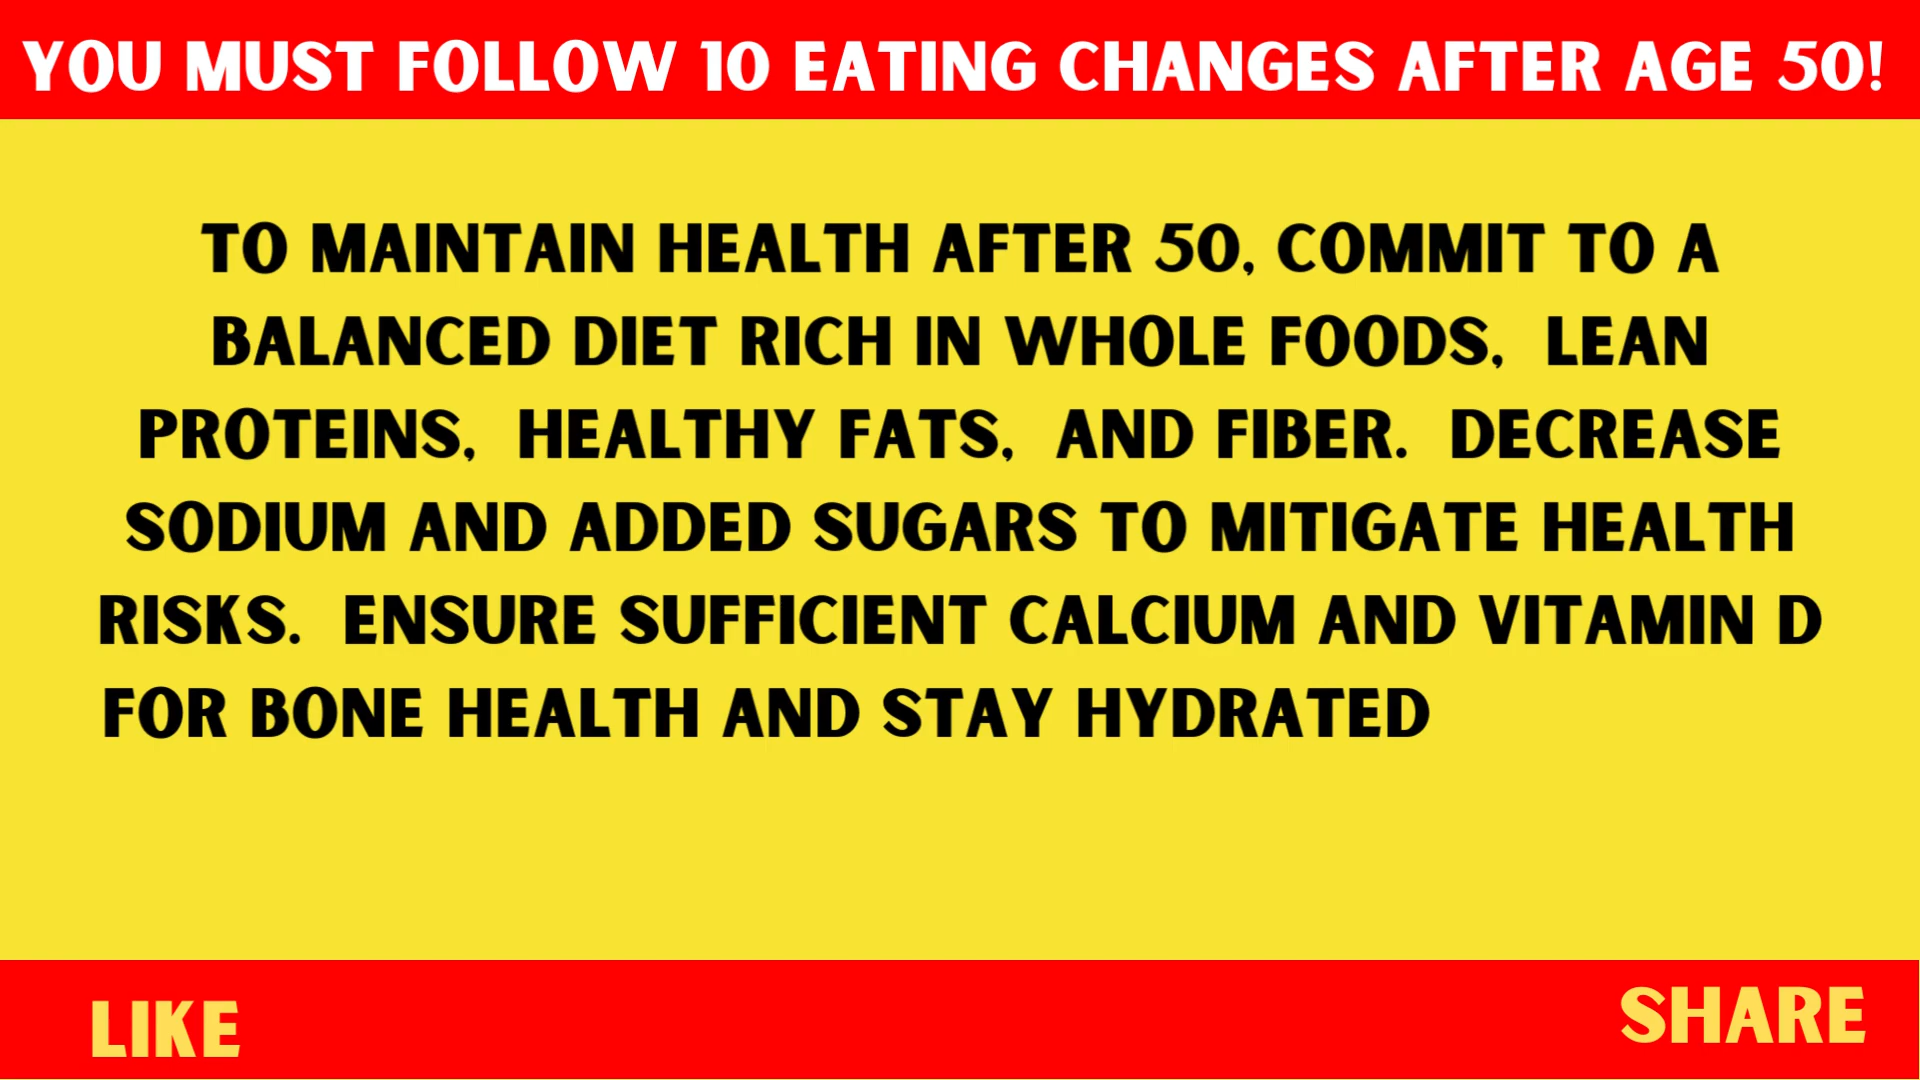 YOU MUST FOLLOW 10 EATING CHANGES AFTER AGE 50!
TO MAINTAIN HEALTH AFTER 50, COMMIT TO A
BALANCED DIET RICH IN WHOLE FOODS, LEAN
PROTEINS, HEALTHY FATS, AND FIBER. DECREASE
SODIUM AND ADDED SUGARS TO MITIGATE HEALTH
RISKS. ENSURE SUFFICIENT CALCIUM AND VITAMIN D
FOR BONE HEALTH AND STAY HYDRATED
LIKE
SHARE